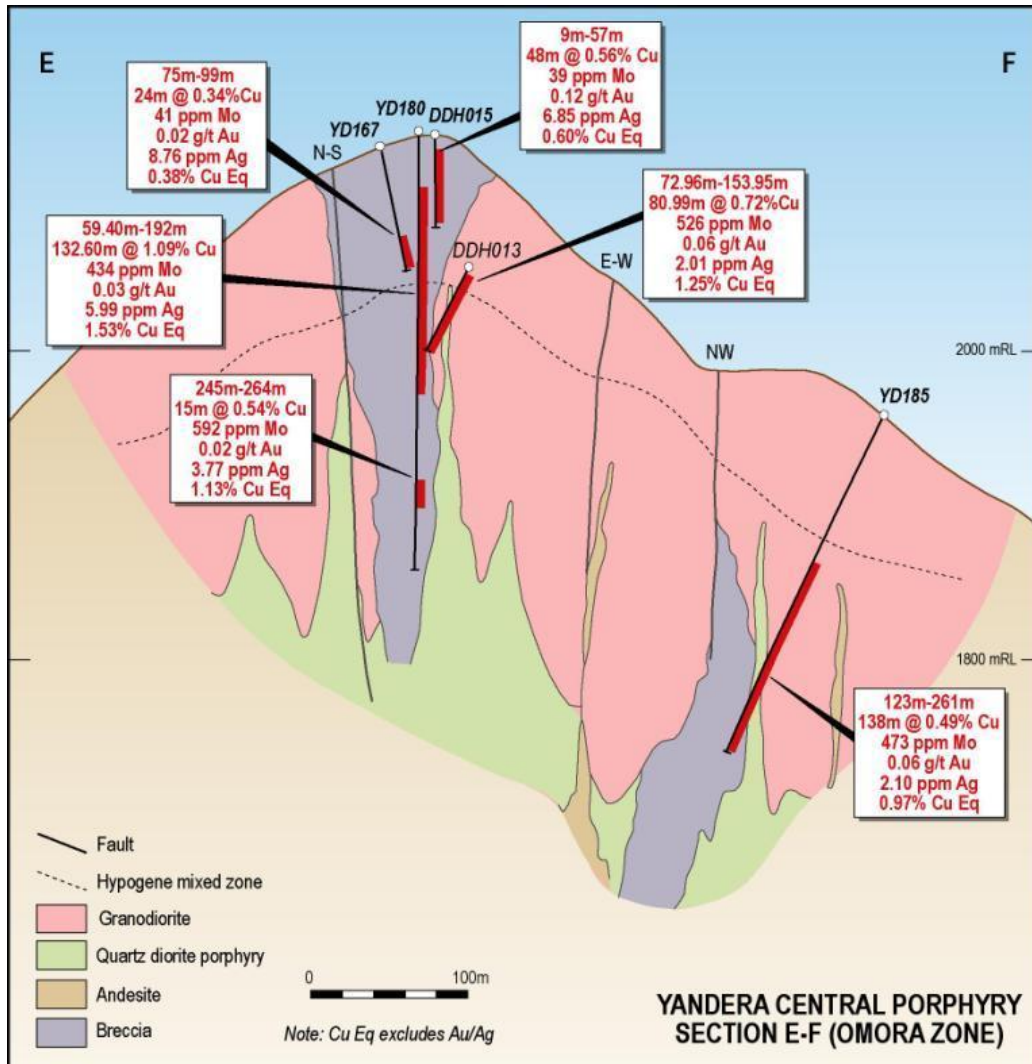 E
F
75m-99m
24m @ 0.34%Cu
41 ppm Mo
0.02 g/t Au
8.76 ppm Ag
0.38% Cu Eq
9m-57m
48m @ 0.56% Cu
39 ppm Mo
0.12 g/t Au
6.85 ppm Ag
0.60% Cu Eq
YD180
DDH015
YD167
N-S
72.96m-153.95m
80.99m @ 0.72%Cu
526 ppm Mo
0.06 g/t Au
2.01 ppm Ag
1.25% Cu Eq
59.40m-192m
132.60m @ 1.09% Cu
434 ppm Mo
0.03 g/t Au
5.99 ppm Ag
1.53% Cu Eq
DDH013
E-W
NW
2000 mRL
YD185
245m-264m
15m @ 0.54% Cu
592 ppm Mo
0.02 g/t Au
3.77 ppm Ag
1.13% Cu Eq
1800 mRL
123m-261m
138m @ 0.49% Cu
473 ppm Mo
0.06 g/t Au
2.10 ppm Ag
0.97% Cu Eq
Fault
Hypogene mixed zone
Granodiorite
Quartz diorite porphyry
Andesite
Breccia
0 100m
Note: Cu Eq excludes Au/Ag
YANDERA CENTRAL PORPHYRY
SECTION E-F (OMORA ZONE)